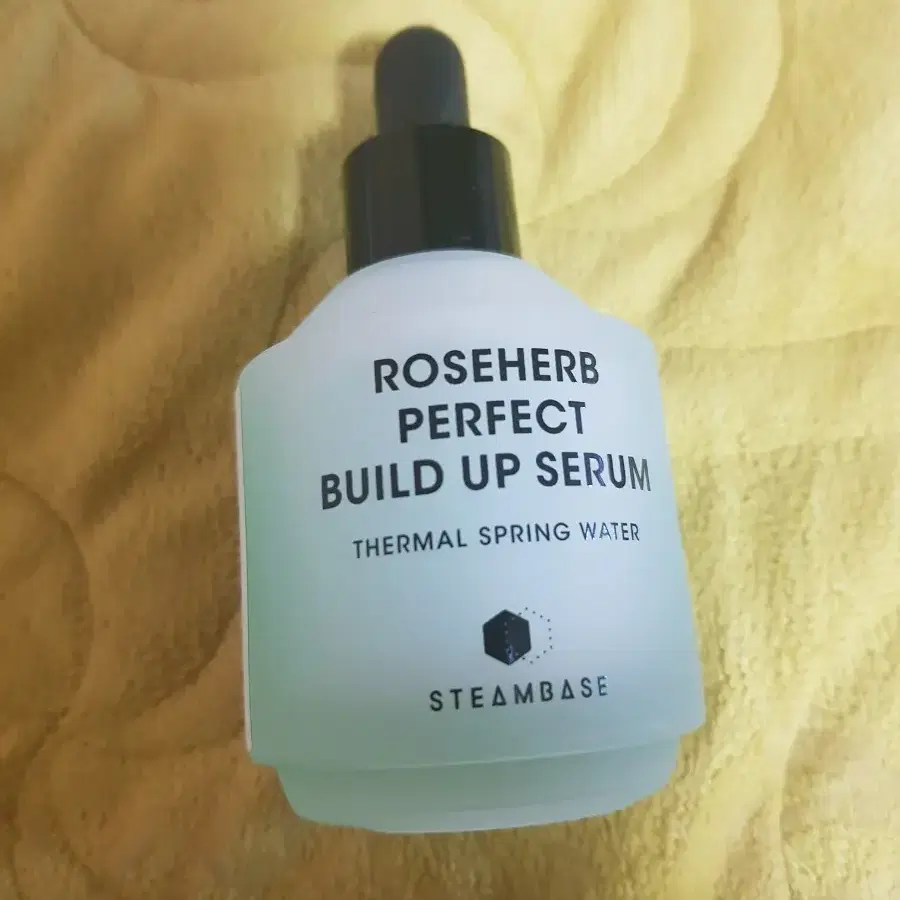 ROSEHERB
PERFECT
BUILD UP SERUM
THERMAL SPRING WATER
STEAMBASE